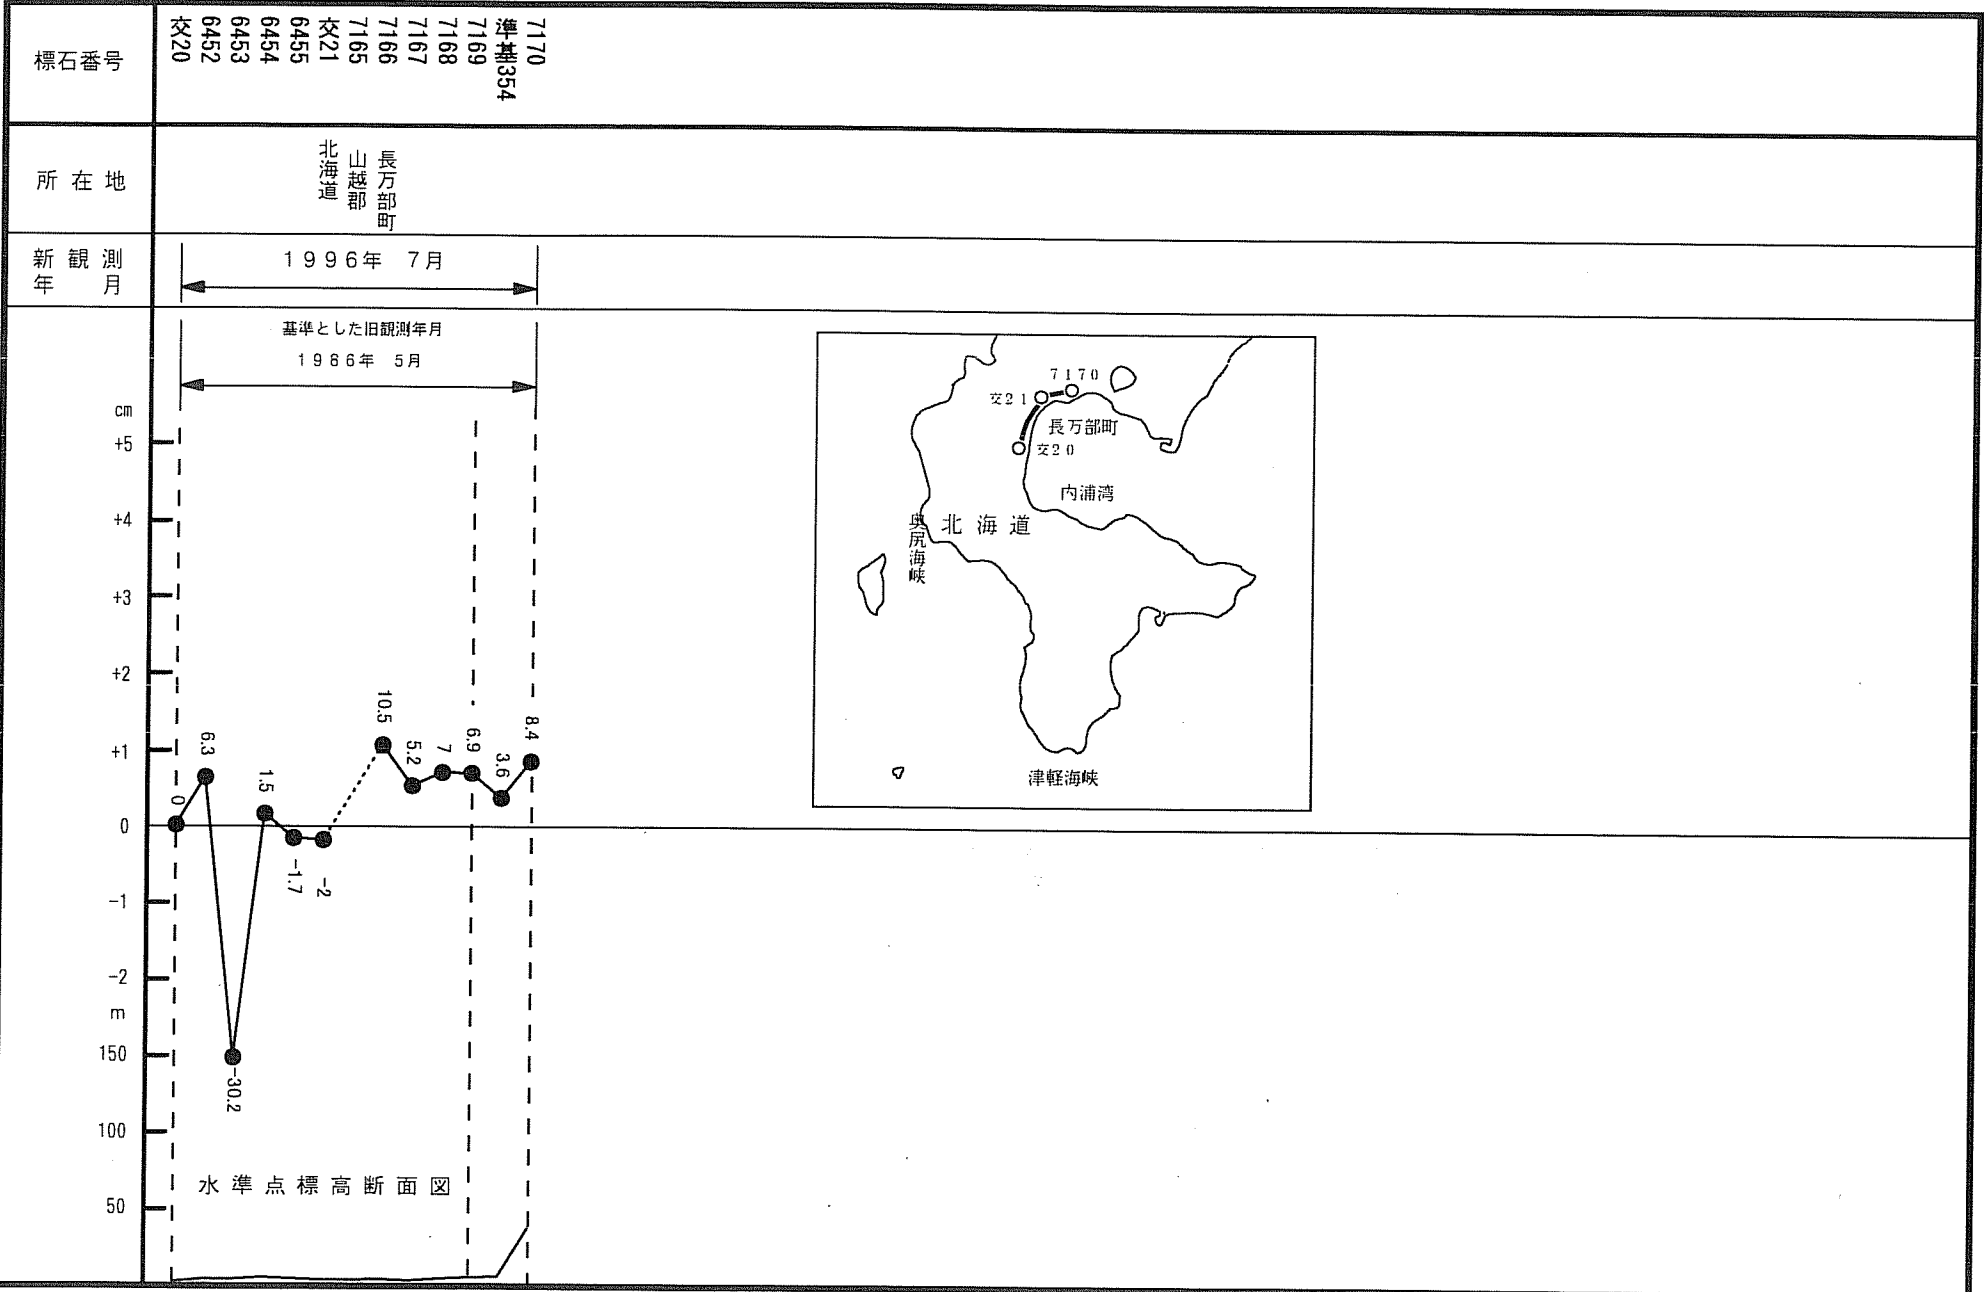 標石番号
交20
6452
6453
6454
6455
交21
7165
7166
7167
7168
7169
準基354
7170
所在地
北海道
山越郡
長万部町
新観測
年月
1996年 7月
基準とした旧観測年月
1986年 5月
cm
+5
+4
+3
+2
+1
0
-1
-2
m
150
100
50
0
6.3
-30.2
1.5
-1.7
-2
10.5
5.2
7
6.9
3.6
8.4
水準点標高断面図
7170
交21
長万部町
交20
内浦湾
北海道
奥尻海峡
津軽海峡